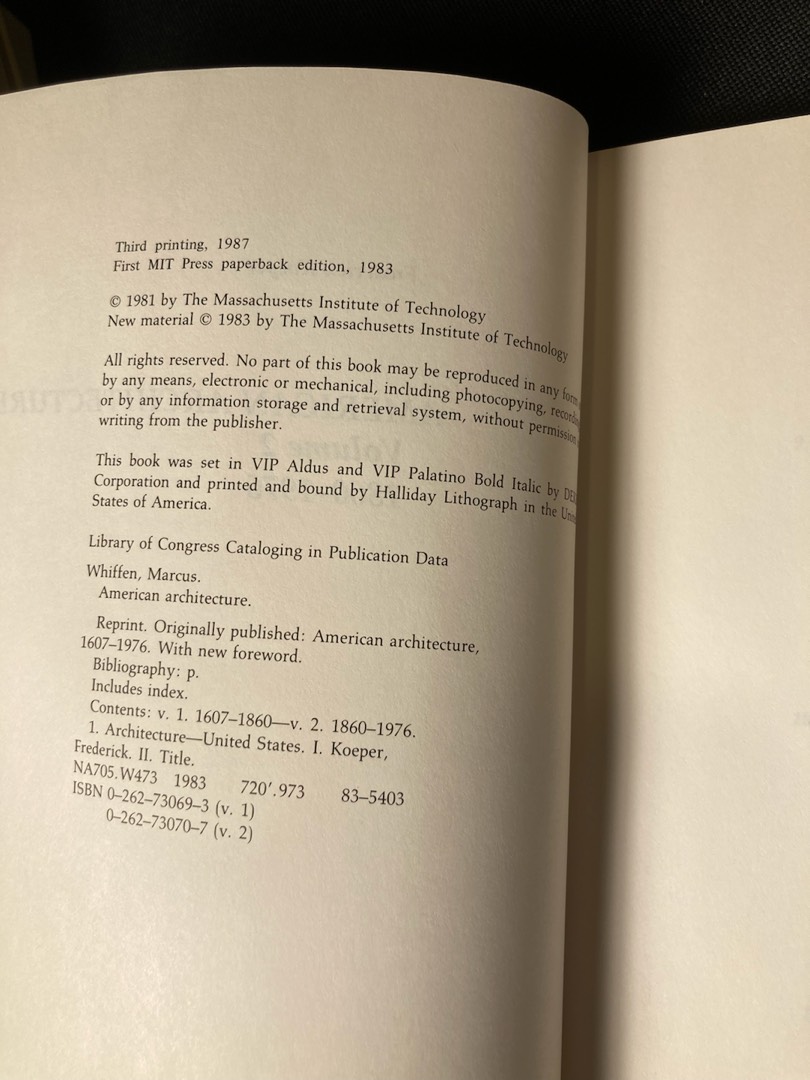 Third printing, 1987
First MIT Press paperback edition, 1983
© 1981 by The Massachusetts Institute of Technology
New material © 1983 by The Massachusetts Institute of Technology
All rights reserved. No part of this book may be reproduced in any form
by any means, electronic or mechanical, including photocopying,
or by any information storage and retrieval system, without permission
writing from the publisher.
This book was set in VIP Aldus and VIP Palatino Bold Italic by
Corporation and printed and bound by Halliday Lithograph in the
States of America.
Library of Congress Cataloging in Publication Data
Whiffen, Marcus.
American architecture.
Reprint. Originally published: American architecture,
1607–1976. With new foreword.
Bibliography: p.
Includes index.
Contents: v. 1. 1607–1860—v. 2. 1860–1976.
1. Architecture—United States. I. Koeper,
Frederick. II. Title.
NA705.W473 1983 720′.973 83–5403
ISBN 0–262–73069–3 (v. 1)
0–262–73070–7 (v. 2)